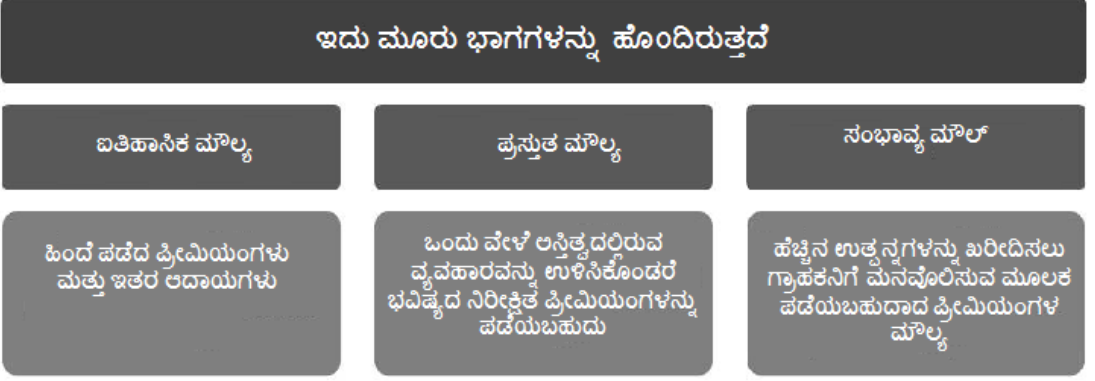 ಇದು ಮೂರು ಭಾಗಗಳನ್ನು ಹೊಂದಿರುತ್ತದೆ
ಐತಿಹಾಸಿಕ ಮೌಲ್ಯ
ಪ್ರಸ್ತುತ ಮೌಲ್ಯ
ಸಂಭಾವ್ಯ ಮೌಲ್
ಹಿಂದೆ ಪಡೆದ ಪ್ರೀಮಿಯಂಗಳು
ಮತ್ತು ಇತರ ಆದಾಯಗಳು
ಒಂದು ವೇಳೆ ಅಸ್ತಿತ್ವದಲ್ಲಿರುವ
ವ್ಯವಹಾರವನ್ನು ಉಳಿಸಿಕೊಂಡರೆ
ಭವಿಷ್ಯದ ನಿರೀಕ್ಷಿತ ಪ್ರೀಮಿಯಂಗಳನ್ನು
ಪಡೆಯಬಹುದು
ಹೆಚ್ಚಿನ ಉತ್ಪನ್ನಗಳನ್ನು ಖರೀದಿಸಲು
ಗ್ರಾಹಕನಿಗೆ ಮನವೊಲಿಸುವ ಮೂಲಕ
ಪಡೆಯಬಹುದಾದ ಪ್ರೀಮಿಯಂಗಳ
ಮೌಲ್ಯ